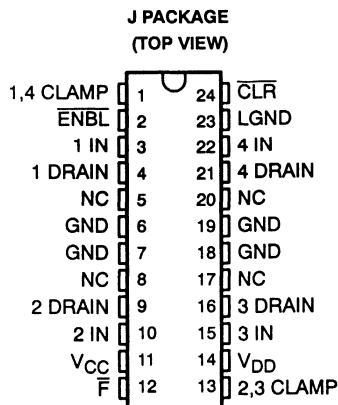 J PACKAGE
(TOP VIEW)
1,4 CLAMP 1 24 C̅L̅R̅
E̅N̅B̅L̅ 2 23 LGND
1 IN 3 22 4 IN
1 DRAIN 4 21 4 DRAIN
NC 5 20 NC
GND 6 19 GND
GND 7 18 GND
NC 8 17 NC
2 DRAIN 9 16 3 DRAIN
2 IN 10 15 3 IN
VCC 11 14 VDD
F̅ 12 13 2,3 CLAMP